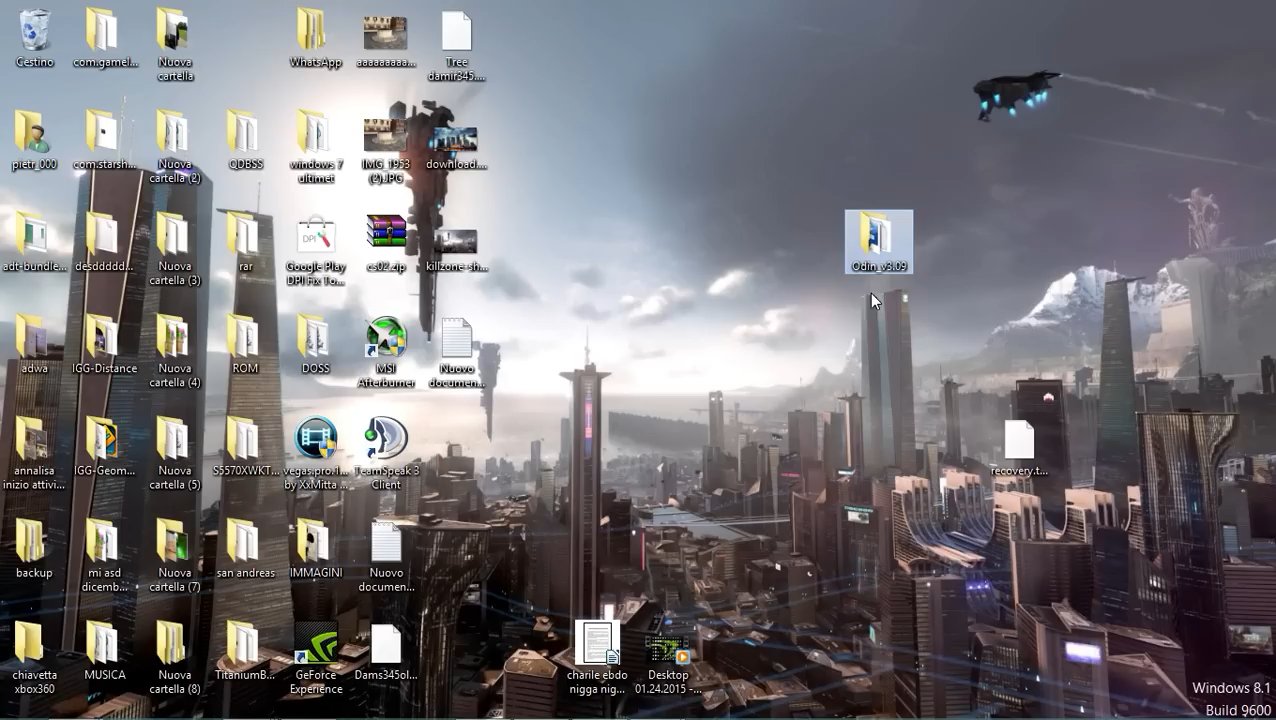 Cestino
com.gamel...
Nuova
cartella
WhatsApp
aaaaaaaaa...
Tree
damir345....
pietr_000
com.starsh...
Nuova
cartella (2)
QDBSS
windows 7
ultimet
IMG_1953
(2).JPG
download....
adt-bundle...
desddddd...
Nuova
cartella (3)
rar
DPI
Google Play
DPI Fix To...
cs02.zip
killzone-sh...
Odin_v3.09
adwa
IGG-Distance
Nuova
cartella (4)
ROM
DOSS
MSI
Afterburner
Nuovo
documen...
annalisa
inizio attivi...
IGG-Geom...
Nuova
cartella (5)
S5570XWKT...
vegas.pro.1...
by XxMitta...
TeamSpeak 3
Client
recovery.t...
backup
mi asd
dicemb...
Nuova
cartella (7)
san andreas
IMMAGINI
Nuovo
documen...
chiavetta
xbox360
MUSICA
Nuova
cartella (8)
TitaniumB...
GeForce
Experience
Dams345ol...
charile ebdo
nigga nig...
Desktop
01.24.2015 -...
Windows 8.1
Build 9600